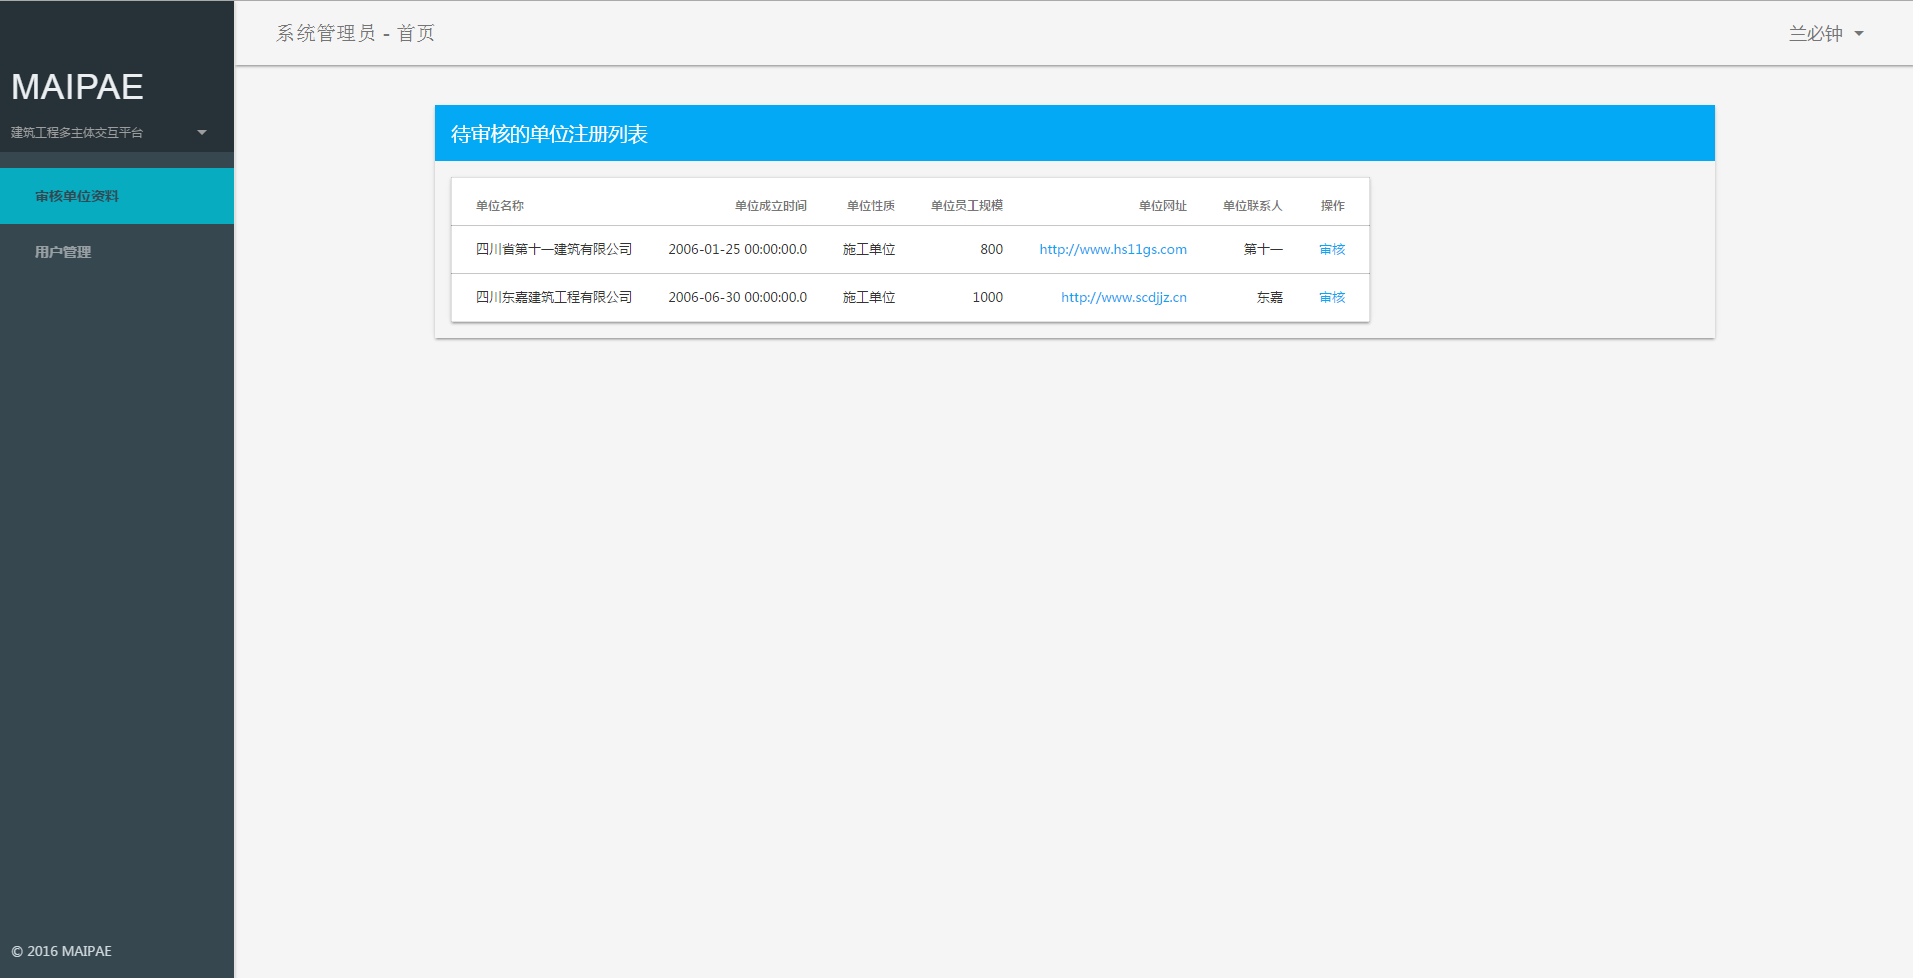 MAIPAE
建筑工程多主体交互平台
审核单位资料
用户管理
© 2016 MAIPAE
系统管理员 - 首页
兰必钟
待审核的单位注册列表
单位名称 单位成立时间 单位性质 单位员工规模 单位网址 单位联系人 操作
四川省第十一建筑有限公司 2006-01-25 00:00:00.0 施工单位 800 http://www.hs11gs.com 第十一 审核
四川东嘉建筑工程有限公司 2006-06-30 00:00:00.0 施工单位 1000 http://www.scdjjz.cn 东嘉 审核